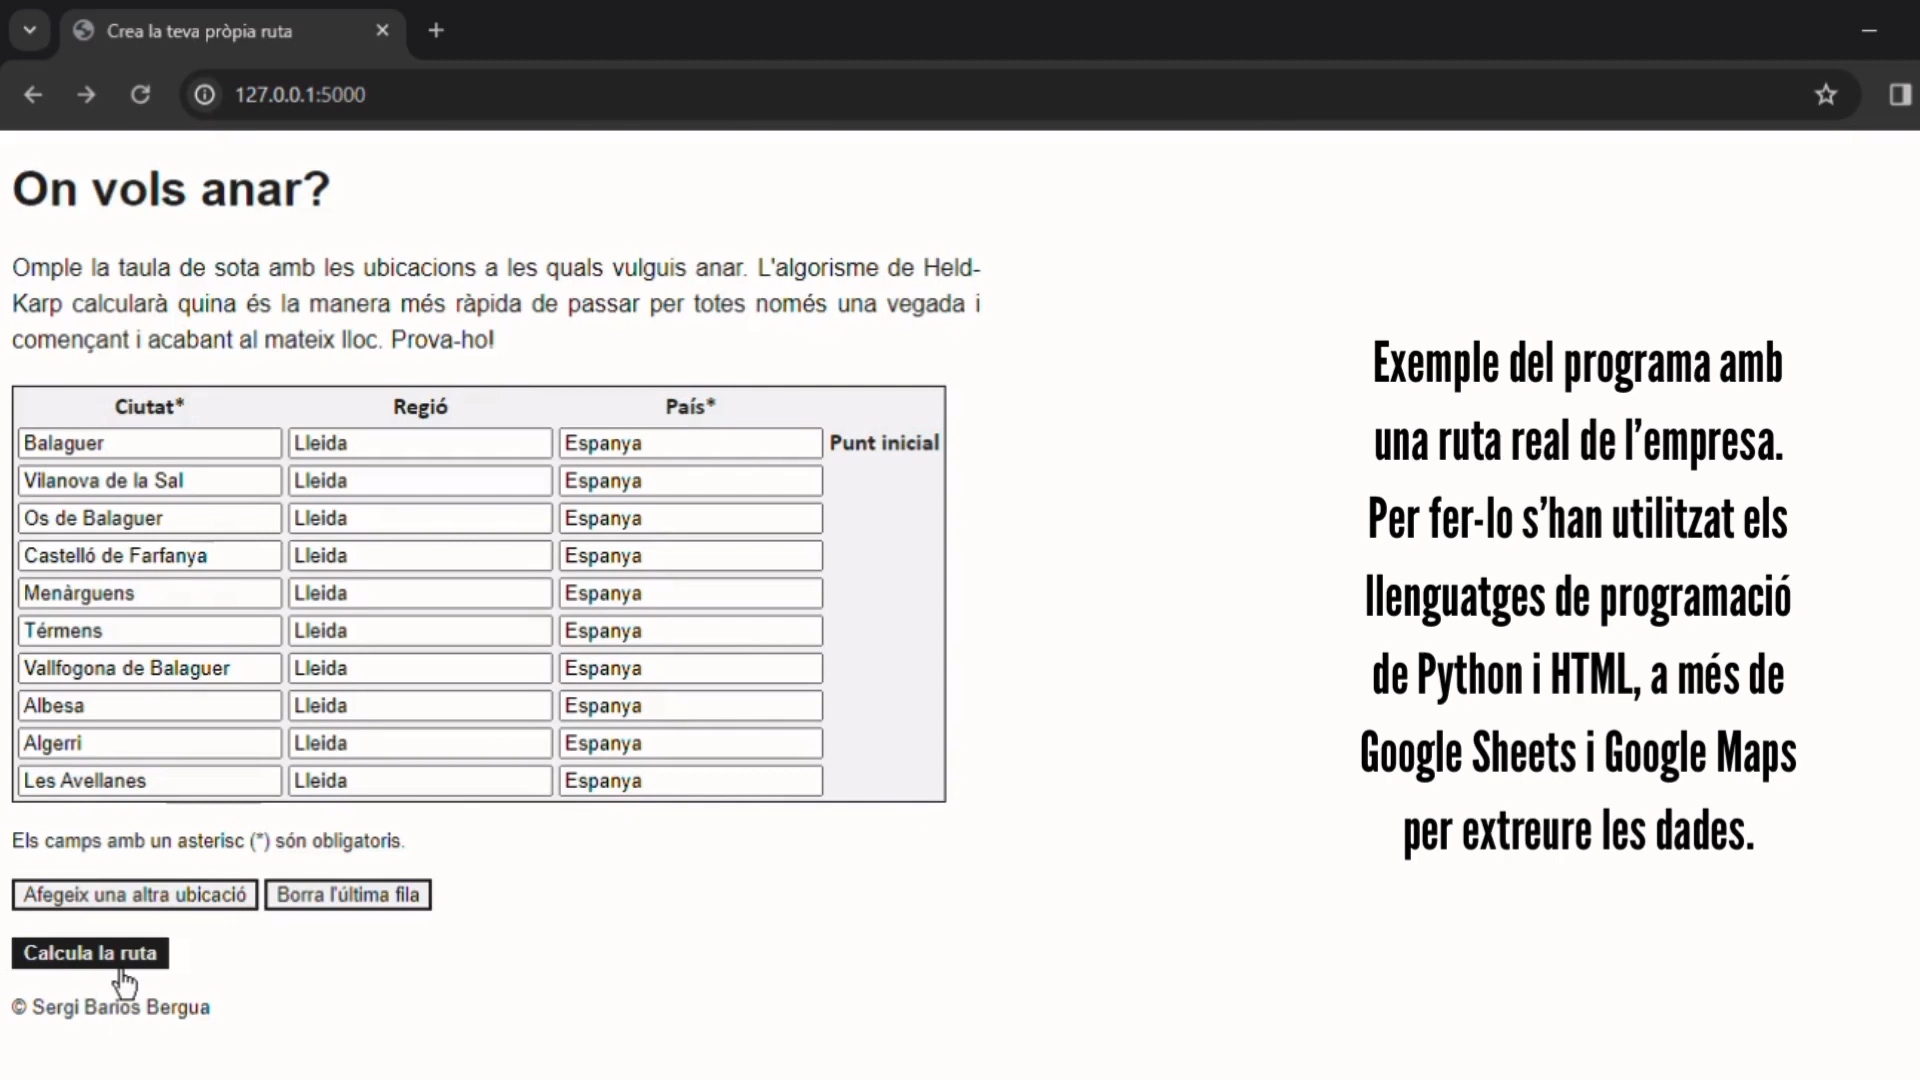 Crea la teva pròpia ruta
127.0.0.1:5000
On vols anar?
Omple la taula de sota amb les ubicacions a les quals vulguis anar. L'algorisme de Held-
Karp calcularà quina és la manera més ràpida de passar per totes només una vegada i
començant i acabant al mateix lloc. Prova-ho!
Ciutat* Regió País*
Balaguer Lleida Espanya Punt inicial
Vilanova de la Sal Lleida Espanya
Os de Balaguer Lleida Espanya
Castelló de Farfanya Lleida Espanya
Menàrguens Lleida Espanya
Térmens Lleida Espanya
Vallfogona de Balaguer Lleida Espanya
Albesa Lleida Espanya
Algerri Lleida Espanya
Les Avellanes Lleida Espanya
Els camps amb un asterisc (*) són obligatoris.
Afegeix una altra ubicació Borra l'última fila
Calcula la ruta
© Sergi Barios Bergua
Exemple del programa amb
una ruta real de l'empresa.
Per fer-lo s'han utilitzat els
llenguatges de programació
de Python i HTML, a més de
Google Sheets i Google Maps
per extreure les dades.